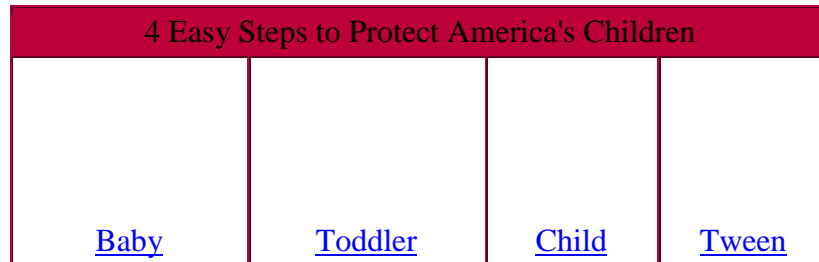 4 Easy Steps to Protect America's Children
Baby Toddler Child Tween